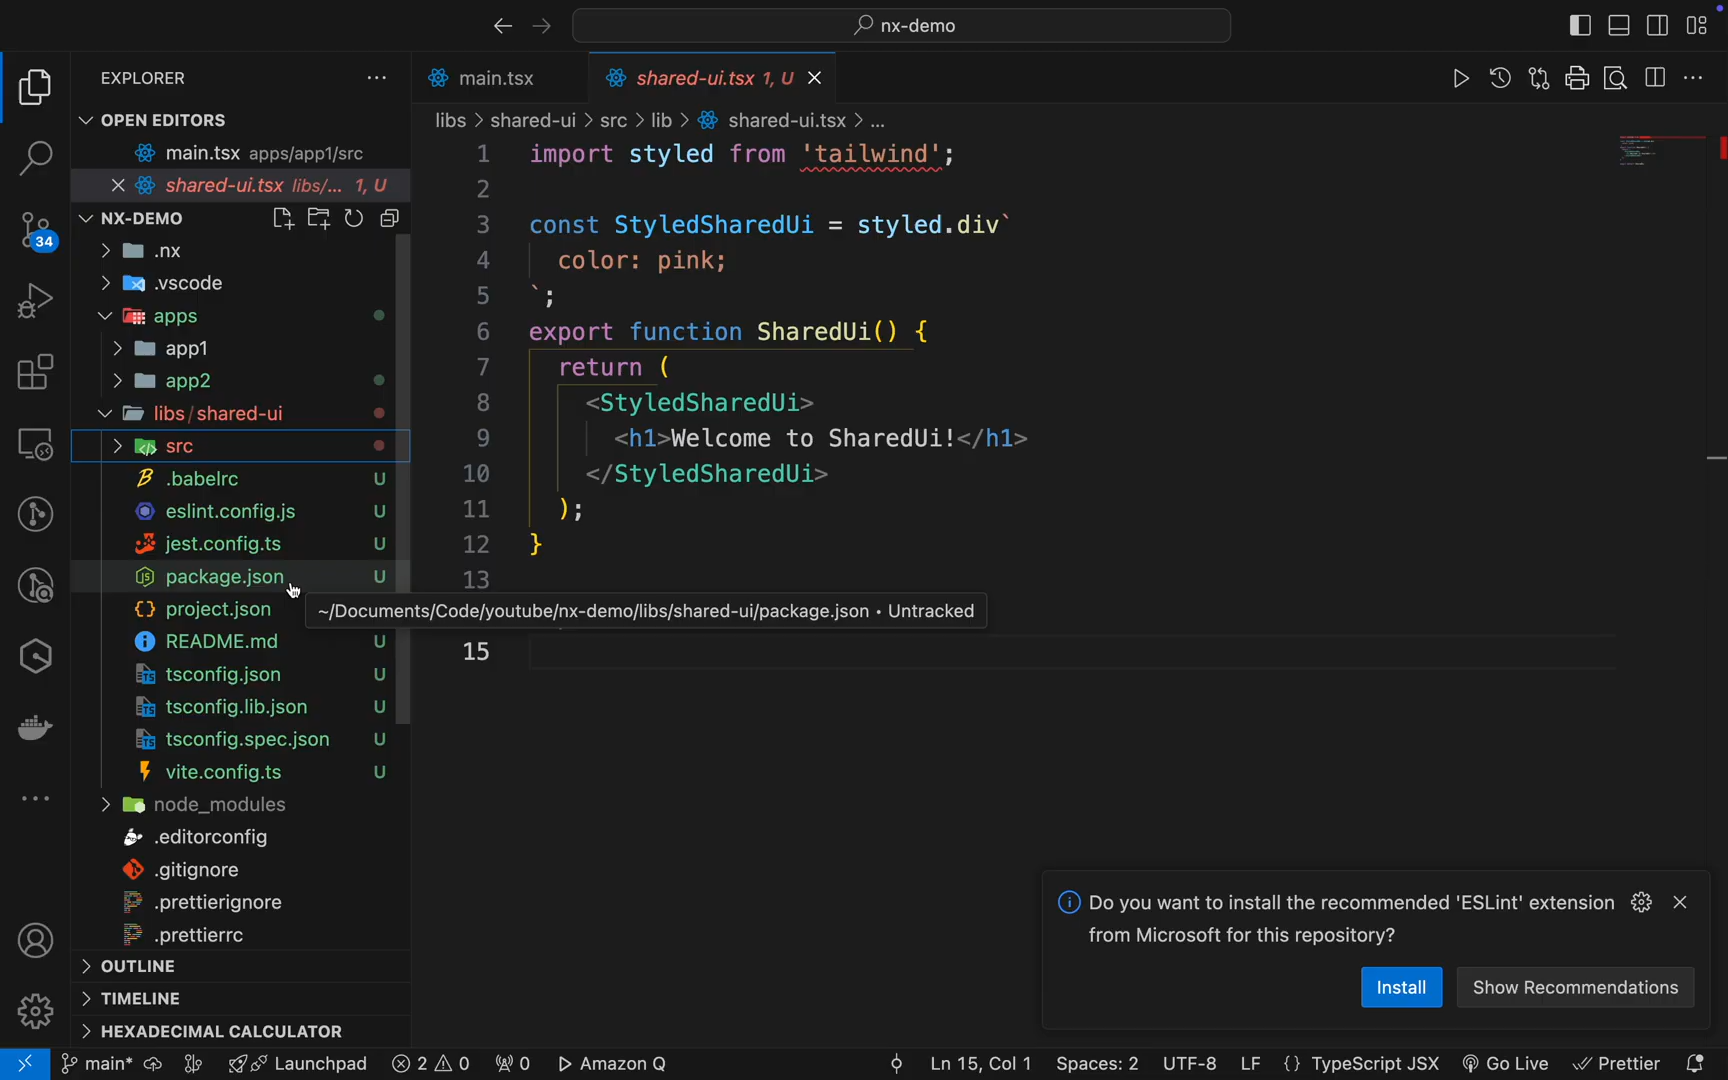 nx-demo
EXPLORER
OPEN EDITORS
main.tsx apps/app1/src
shared-ui.tsx libs/... 1, U
NX-DEMO
.nx
.vscode
apps
app1
app2
libs/shared-ui
src
.babelrc U
eslint.config.js U
jest.config.ts U
package.json U
project.json
README.md U
tsconfig.json U
tsconfig.lib.json U
tsconfig.spec.json U
vite.config.ts U
node_modules
.editorconfig
.gitignore
.prettierignore
.prettierrc
OUTLINE
TIMELINE
HEXADECIMAL CALCULATOR
34
main.tsx
shared-ui.tsx 1, U
libs > shared-ui > src > lib > shared-ui.tsx > ...
1 import styled from 'tailwind';
2
3 const StyledSharedUi = styled.div`
4 color: pink;
5 `;
6 export function SharedUi() {
7 return (
8 <StyledSharedUi>
9 <h1>Welcome to SharedUi!</h1>
10 </StyledSharedUi>
11 );
12 }
13
~/Documents/Code/youtube/nx-demo/libs/shared-ui/package.json • Untracked
15
Do you want to install the recommended 'ESLint' extension
from Microsoft for this repository?
Install
Show Recommendations
main* Launchpad 2 0 0 Amazon Q Ln 15, Col 1 Spaces: 2 UTF-8 LF {} TypeScript JSX Go Live Prettier